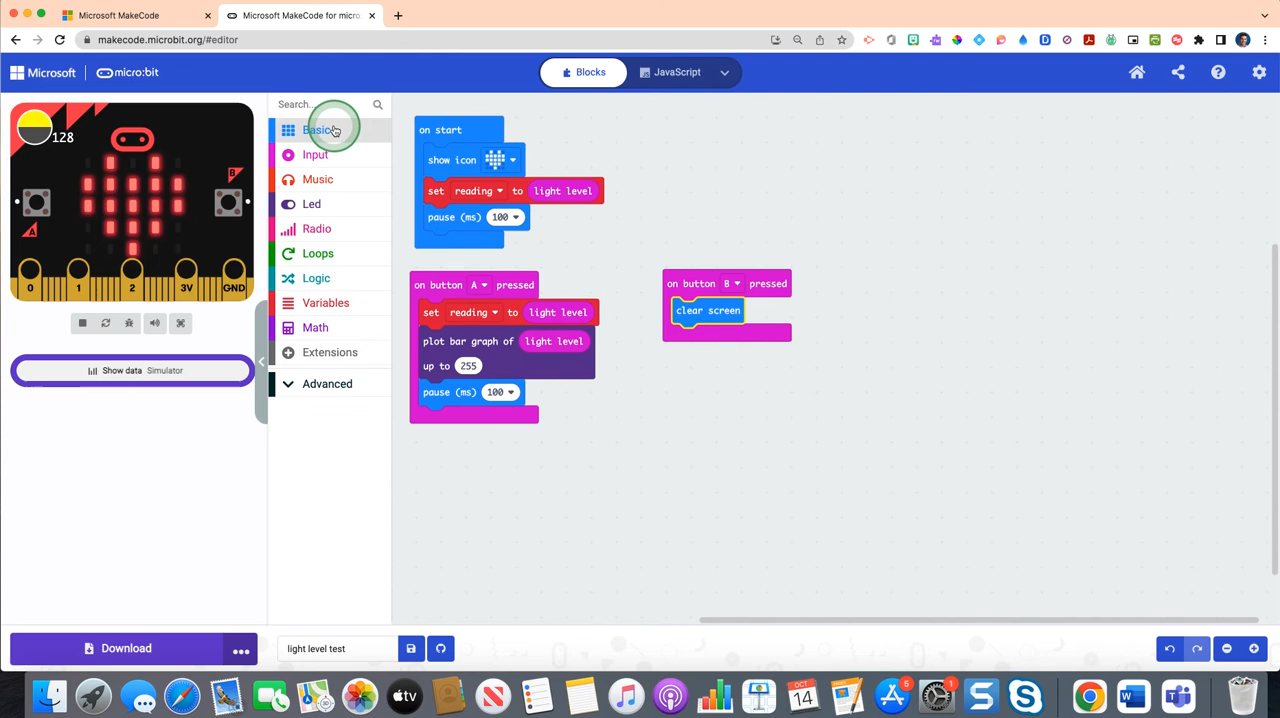 Microsoft MakeCode
Microsoft MakeCode for micro
makecode.microbit.org/#editor
Microsoft
micro:bit
Blocks
JavaScript
128
B
A
0 1 2 3V GND
Show data Simulator
Search...
Basic
Input
Music
Led
Radio
Loops
Logic
Variables
Math
Extensions
Advanced
on start
show icon
set reading to light level
pause (ms) 100
on button A pressed
set reading to light level
plot bar graph of light level
up to 255
pause (ms) 100
on button B pressed
clear screen
Download
light level test
OCT
14
5
1